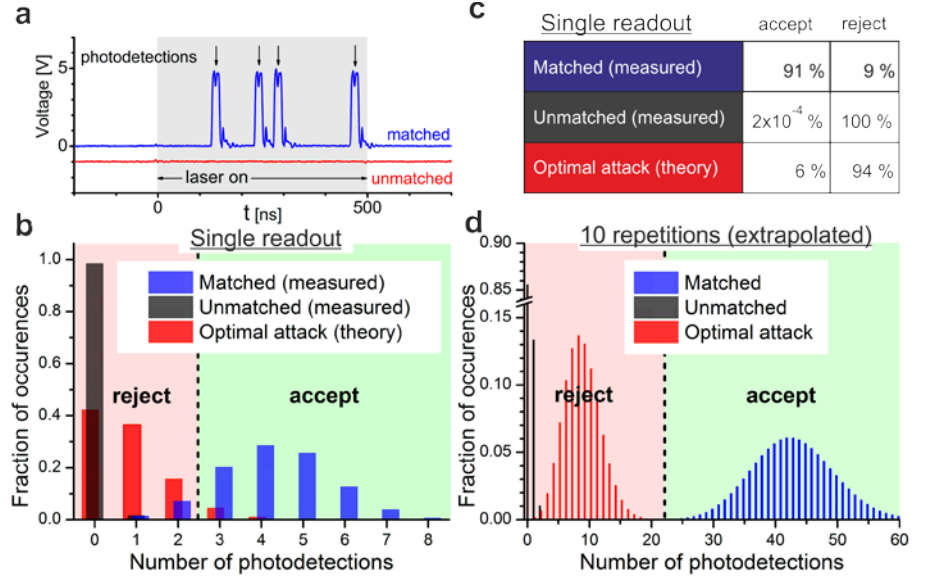 a
photodetections
Voltage [V]
5
0
matched
laser on
unmatched
0
500
t [ns]
c
Single readout
accept
reject
Matched (measured)
91 %
9 %
Unmatched (measured)
2x10⁻⁴ %
100 %
Optimal attack (theory)
6 %
94 %
b
Single readout
Matched (measured)
Unmatched (measured)
Optimal attack (theory)
reject
accept
Fraction of occurences
1.0
0.8
0.6
0.4
0.2
0.0
0 1 2 3 4 5 6 7 8
Number of photodetections
d
10 repetitions (extrapolated)
Matched
Unmatched
Optimal attack
reject
accept
Fraction of occurences
0.90
0.85
0.15
0.10
0.05
0.00
0 10 20 30 40 50 60
Number of photodetections